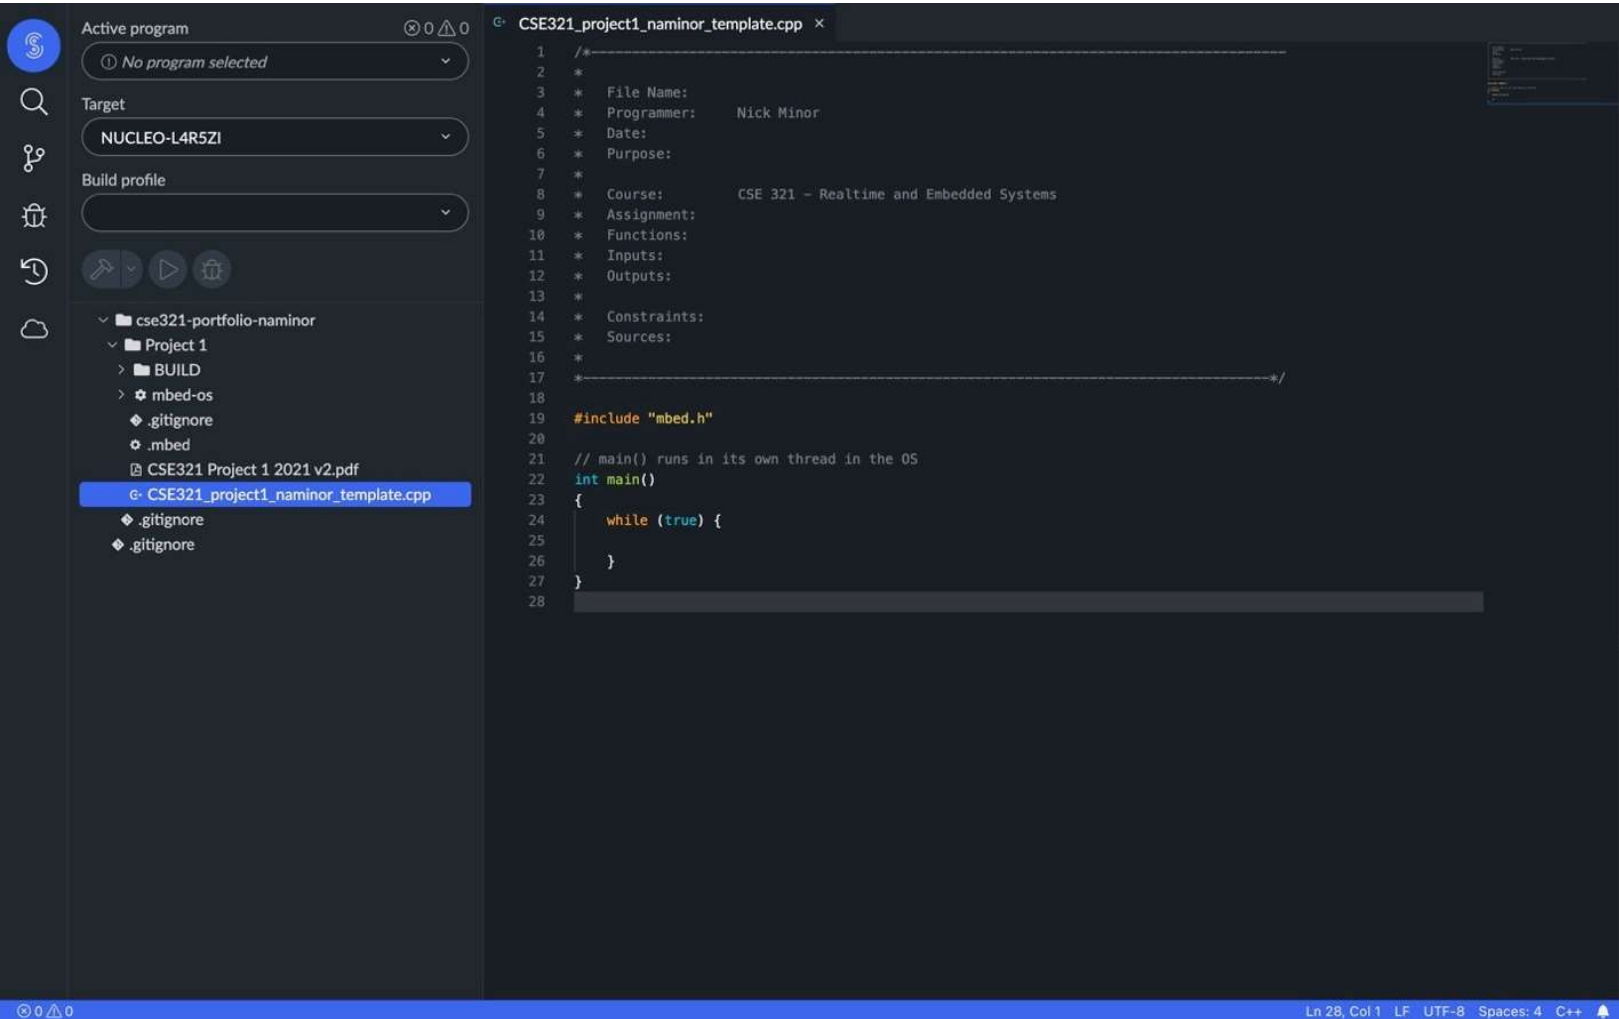 Active program
0 0
No program selected
Target
NUCLEO-L4R5ZI
Build profile
cse321-portfolio-naminor
Project 1
BUILD
mbed-os
.gitignore
.mbed
CSE321 Project 1 2021 v2.pdf
CSE321_project1_naminor_template.cpp
.gitignore
.gitignore
CSE321_project1_naminor_template.cpp ×
1 /*----------------------------------------------------------------
2 *
3 * File Name:
4 * Programmer: Nick Minor
5 * Date:
6 * Purpose:
7 *
8 * Course: CSE 321 - Realtime and Embedded Systems
9 * Assignment:
10 * Functions:
11 * Inputs:
12 * Outputs:
13 *
14 * Constraints:
15 * Sources:
16 *
17 *----------------------------------------------------------------*/
18
19 #include "mbed.h"
20
21 // main() runs in its own thread in the OS
22 int main()
23 {
24 while (true) {
25
26 }
27 }
28
0 0
Ln 28, Col 1 LF UTF-8 Spaces: 4 C++